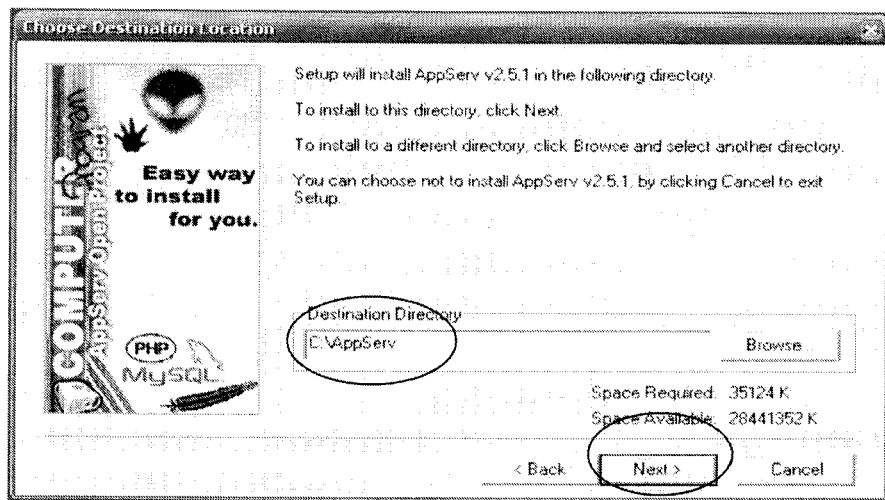 Choose Destination Location
Setup will install AppServ v2.5.1 in the following directory.
To install to this directory, click Next.
To install to a different directory, click Browse and select another directory.
You can choose not to install AppServ v2.5.1, by clicking Cancel to exit
Setup.
Easy way
to install
for you.
COMPUTER
AppServ Open Project
PHP
MySQL
Destination Directory
C:\AppServ
Browse...
Space Required: 35124 K
Space Available: 28441352 K
< Back
Next >
Cancel